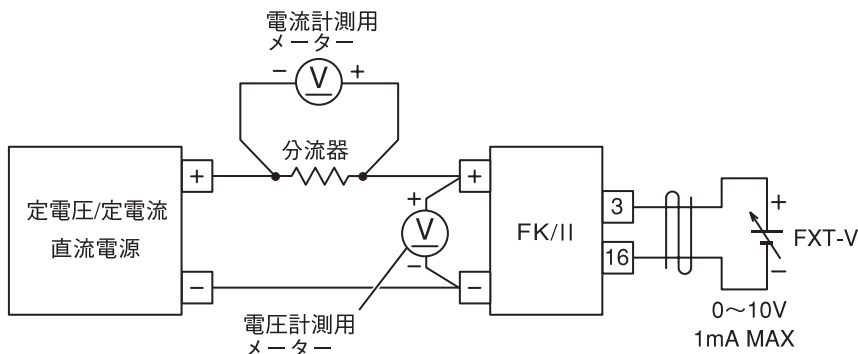 電流計測用
メーター
− V +
分流器
定電圧/定電流
直流電源
+
−
+
V
−
+
−
FK/II
3
16
+
−
FXT-V
0〜10V
1mA MAX
電圧計測用
メーター